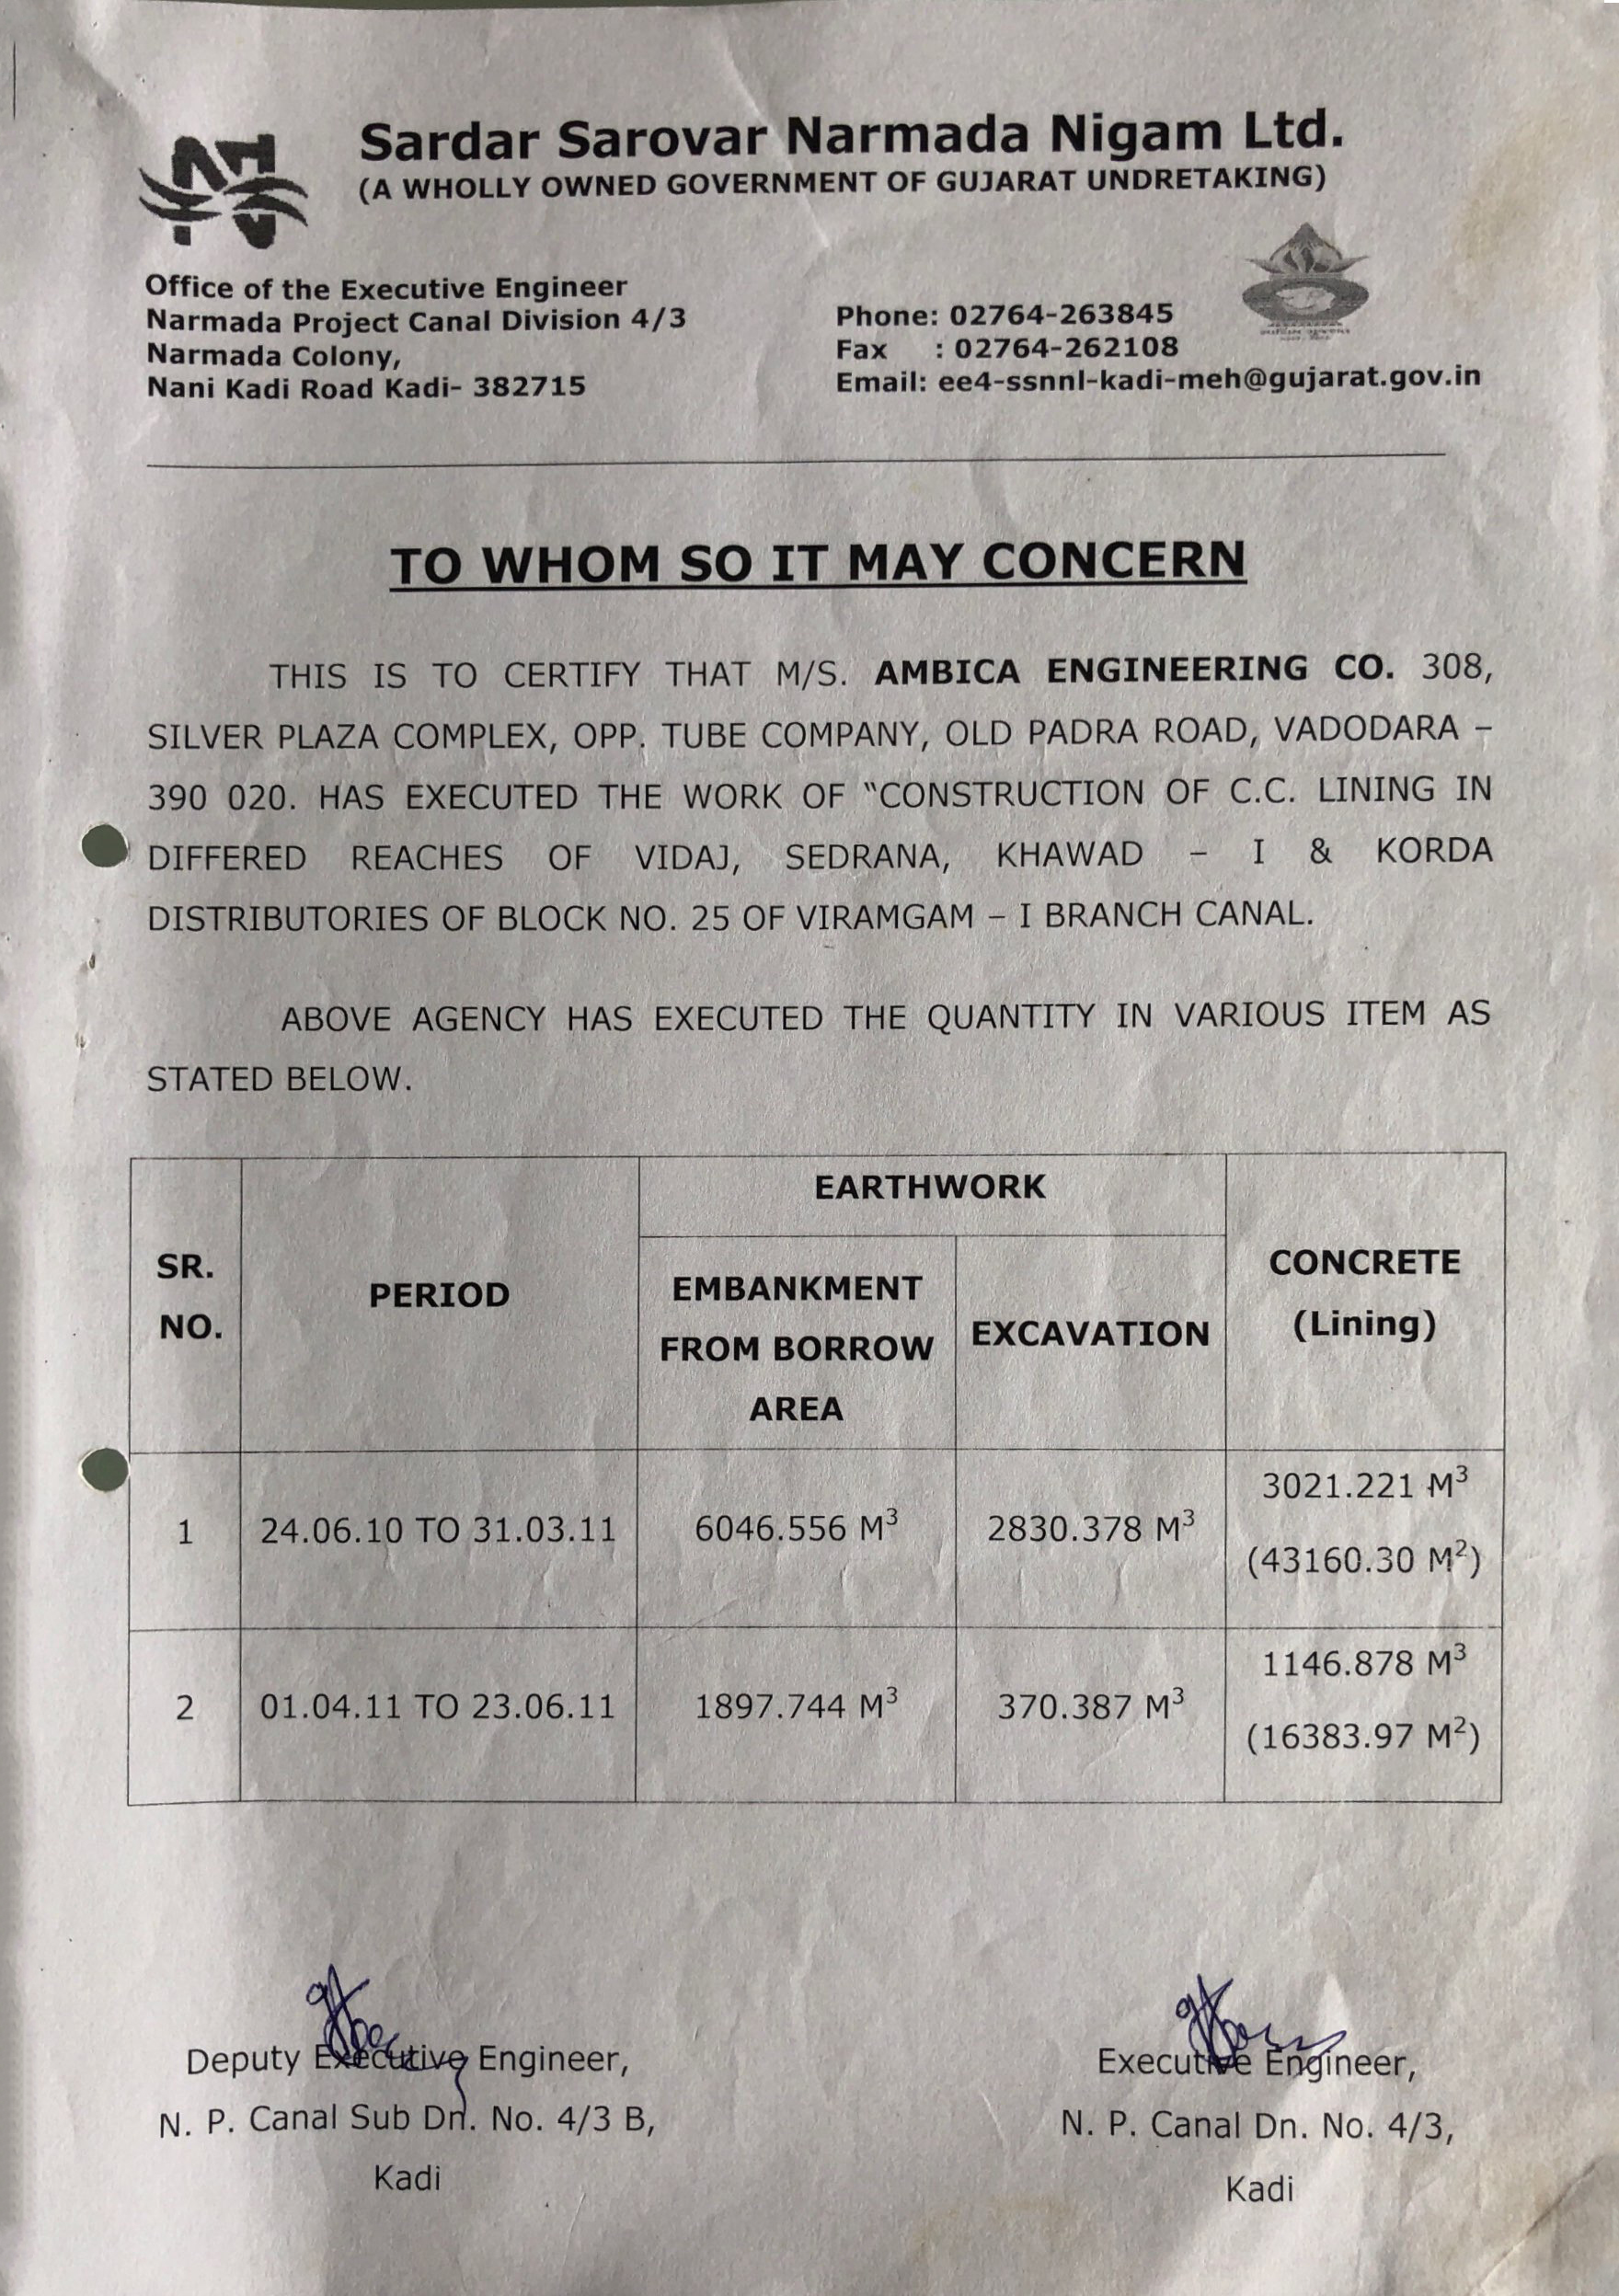 Sardar Sarovar Narmada Nigam Ltd.
(A WHOLLY OWNED GOVERNMENT OF GUJARAT UNDRETAKING)
Office of the Executive Engineer
Narmada Project Canal Division 4/3
Narmada Colony,
Nani Kadi Road Kadi- 382715
Phone: 02764-263845
Fax : 02764-262108
Email: ee4-ssnnl-kadi-meh@gujarat.gov.in
TO WHOM SO IT MAY CONCERN
THIS IS TO CERTIFY THAT M/S. AMBICA ENGINEERING CO. 308,
SILVER PLAZA COMPLEX, OPP. TUBE COMPANY, OLD PADRA ROAD, VADODARA –
390 020. HAS EXECUTED THE WORK OF “CONSTRUCTION OF C.C. LINING IN
DIFFERED REACHES OF VIDAJ, SEDRANA, KHAWAD – I & KORDA
DISTRIBUTORIES OF BLOCK NO. 25 OF VIRAMGAM – I BRANCH CANAL.
ABOVE AGENCY HAS EXECUTED THE QUANTITY IN VARIOUS ITEM AS
STATED BELOW.
SR.
NO.
PERIOD
EARTHWORK
EMBANKMENT
FROM BORROW
AREA
EXCAVATION
CONCRETE
(Lining)
1 24.06.10 TO 31.03.11 6046.556 M³ 2830.378 M³ 3021.221 M³
(43160.30 M²)
2 01.04.11 TO 23.06.11 1897.744 M³ 370.387 M³ 1146.878 M³
(16383.97 M²)
Deputy Executive Engineer,
N. P. Canal Sub Dn. No. 4/3 B,
Kadi
Executive Engineer,
N. P. Canal Dn. No. 4/3,
Kadi